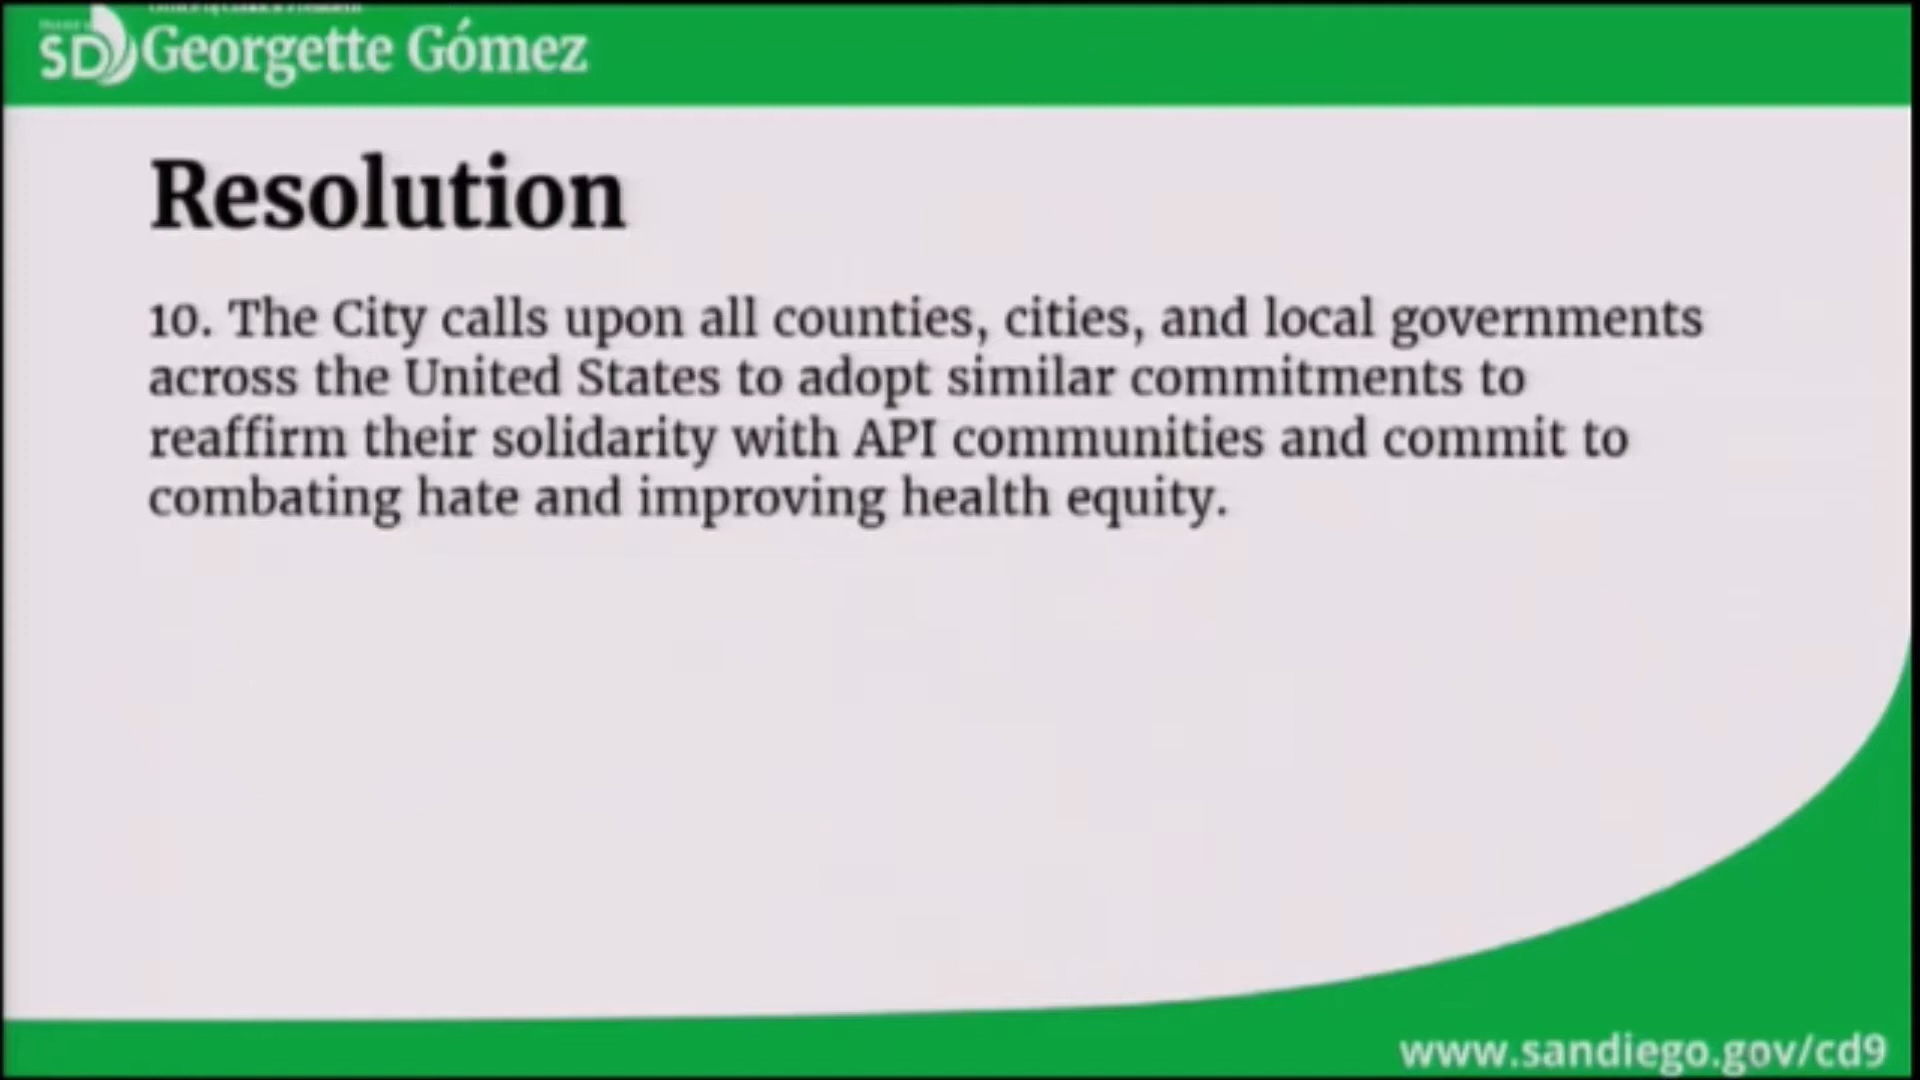 SD
Georgette Gómez
Resolution
10. The City calls upon all counties, cities, and local governments
across the United States to adopt similar commitments to
reaffirm their solidarity with API communities and commit to
combating hate and improving health equity.
www.sandiego.gov/cd9